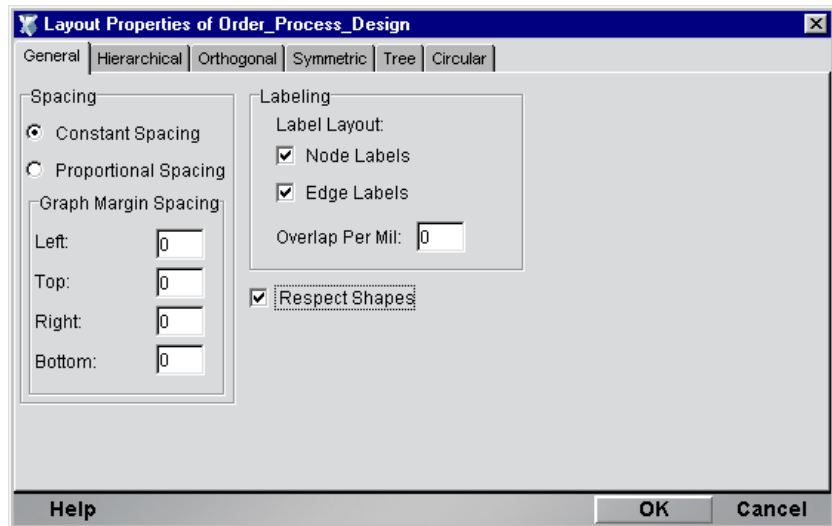 Layout Properties of Order_Process_Design
General Hierarchical Orthogonal Symmetric Tree Circular
Spacing
Constant Spacing
Proportional Spacing
Graph Margin Spacing
Left: 0
Top: 0
Right: 0
Bottom: 0
Labeling
Label Layout:
Node Labels
Edge Labels
Overlap Per Mil: 0
Respect Shapes
Help OK Cancel